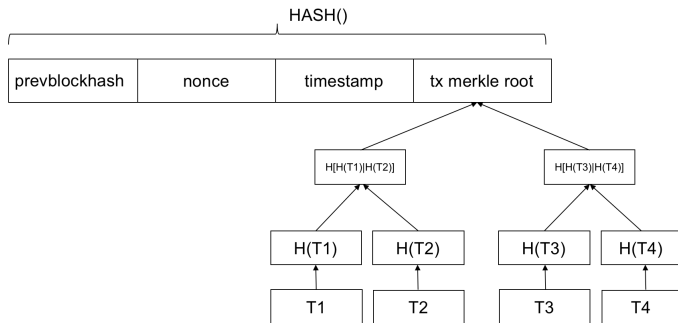 HASH()
prevblockhash nonce timestamp tx merkle root
H[H(T1)|H(T2)] H[H(T3)|H(T4)]
H(T1) H(T2) H(T3) H(T4)
T1 T2 T3 T4